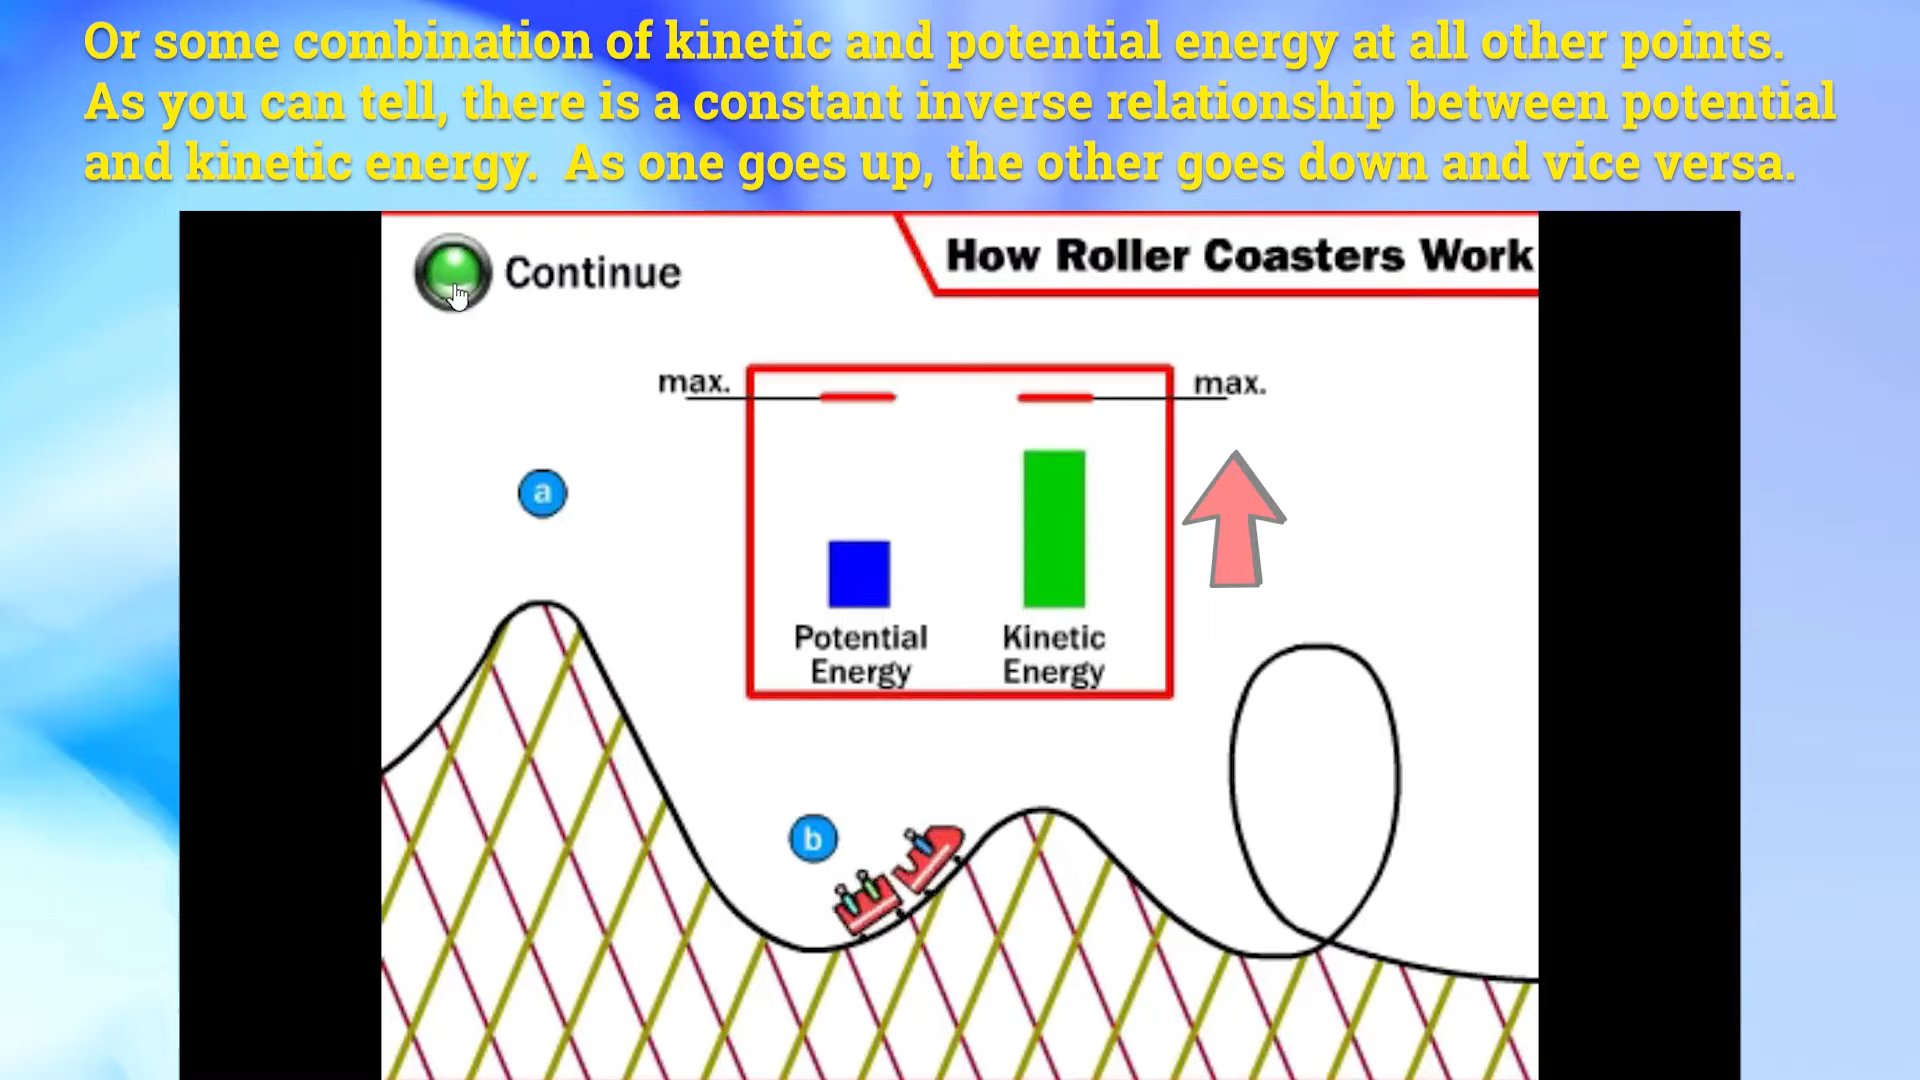 Or some combination of kinetic and potential energy at all other points.
As you can tell, there is a constant inverse relationship between potential
and kinetic energy.  As one goes up, the other goes down and vice versa.
Continue
How Roller Coasters Work
max.
max.
a
Potential
Energy
Kinetic
Energy
b